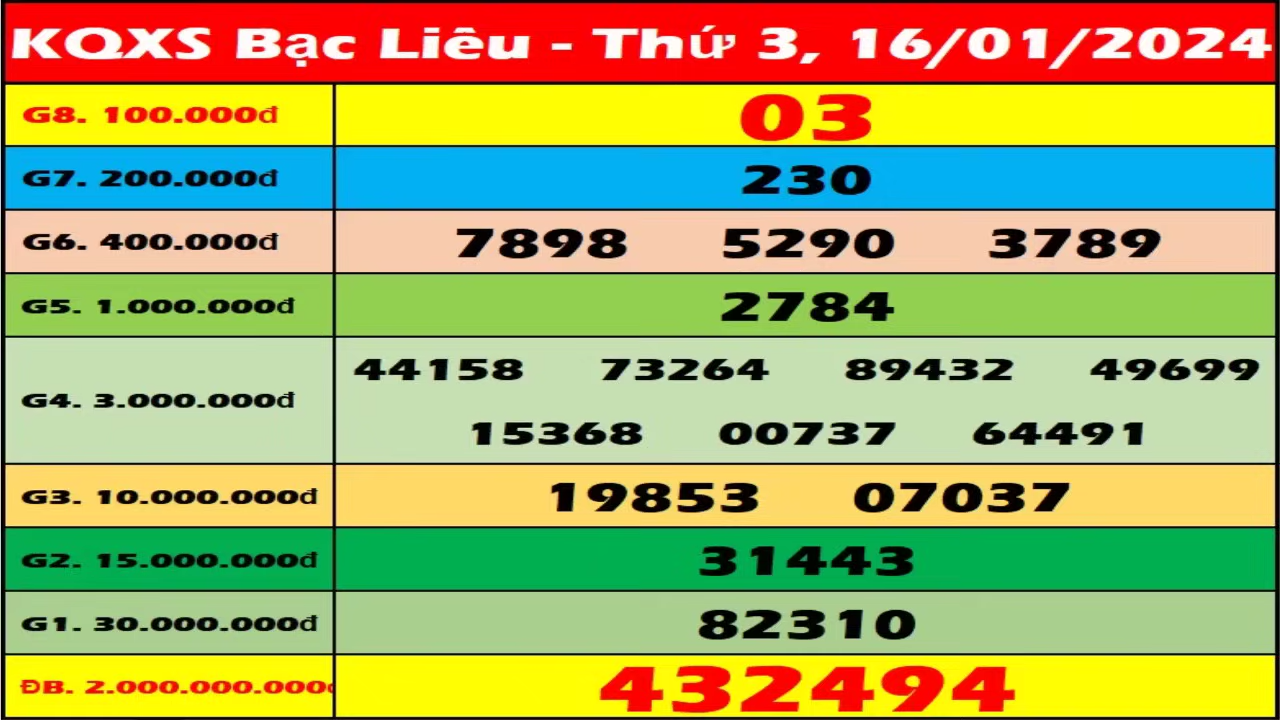 KQXS Bạc Liêu - Thứ 3, 16/01/2024
G8. 100.000đ 03
G7. 200.000đ 230
G6. 400.000đ 7898 5290 3789
G5. 1.000.000đ 2784
G4. 3.000.000đ 44158 73264 89432 49699
15368 00737 64491
G3. 10.000.000đ 19853 07037
G2. 15.000.000đ 31443
G1. 30.000.000đ 82310
ĐB. 2.000.000.000đ 432494